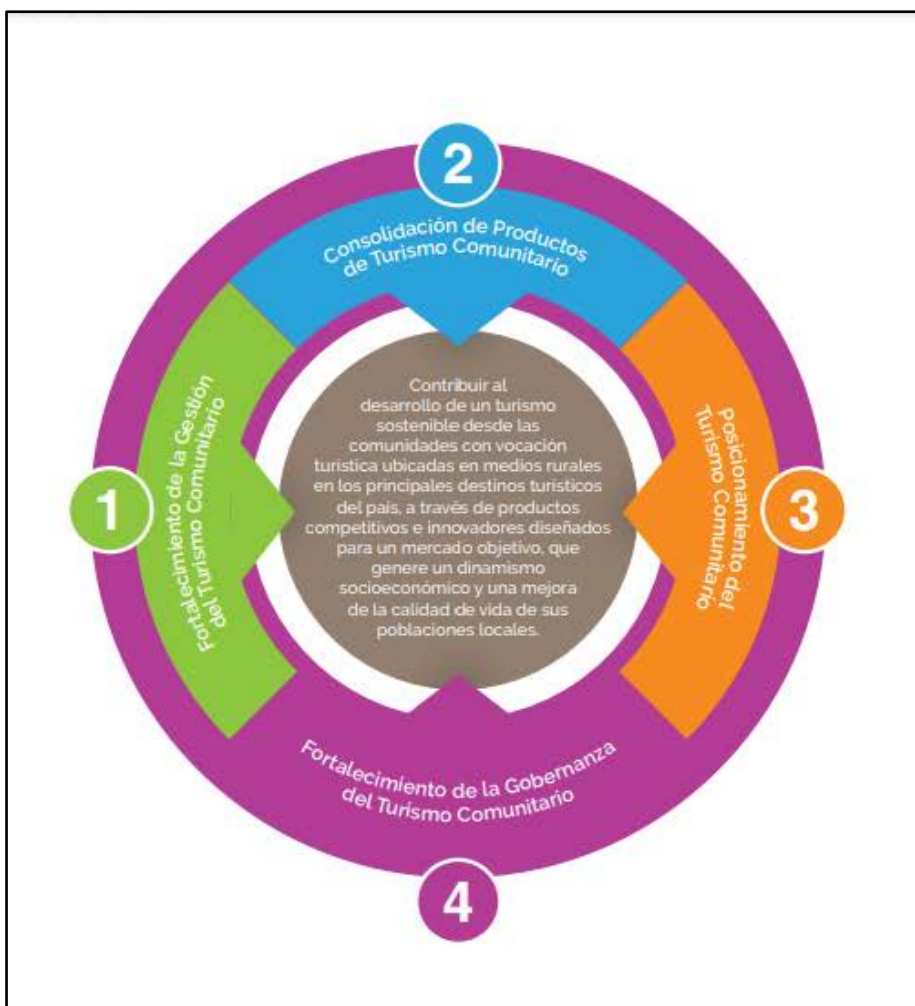 1
Fortalecimiento de la Gestión
del Turismo Comunitario
2
Consolidación de Productos
de Turismo Comunitario
3
Posicionamiento del
Turismo Comunitario
4
Fortalecimiento de la Gobernanza
del Turismo Comunitario
Contribuir al
desarrollo de un turismo
sostenible desde las
comunidades con vocación
turística ubicadas en medios rurales
en los principales destinos turísticos
del país, a través de productos
competitivos e innovadores diseñados
para un mercado objetivo, que
genere un dinamismo
socioeconómico y una mejora
de la calidad de vida de sus
poblaciones locales.